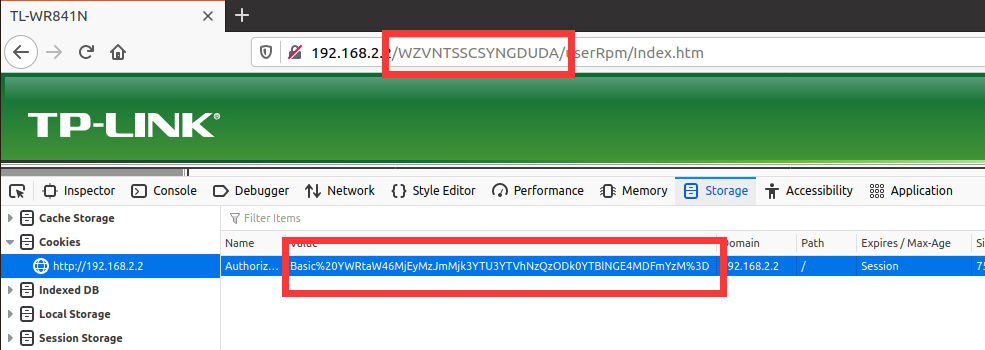 TL-WR841N
192.168.2.2/WZVNTSSCSYNGDUDA/userRpm/Index.htm
TP-LINK®
Inspector Console Debugger Network Style Editor Performance Memory Storage Accessibility Application
Cache Storage
Filter Items
Cookies
Name Value Domain Path Expires / Max-Age
http://192.168.2.2
Authoriz... Basic%20YWRtaW46MjEyMzJmMjk3YTU3YTVhNzQzODk0YTBlNGE4MDFmYzM%3D 192.168.2.2 / Session
Indexed DB
Local Storage
Session Storage